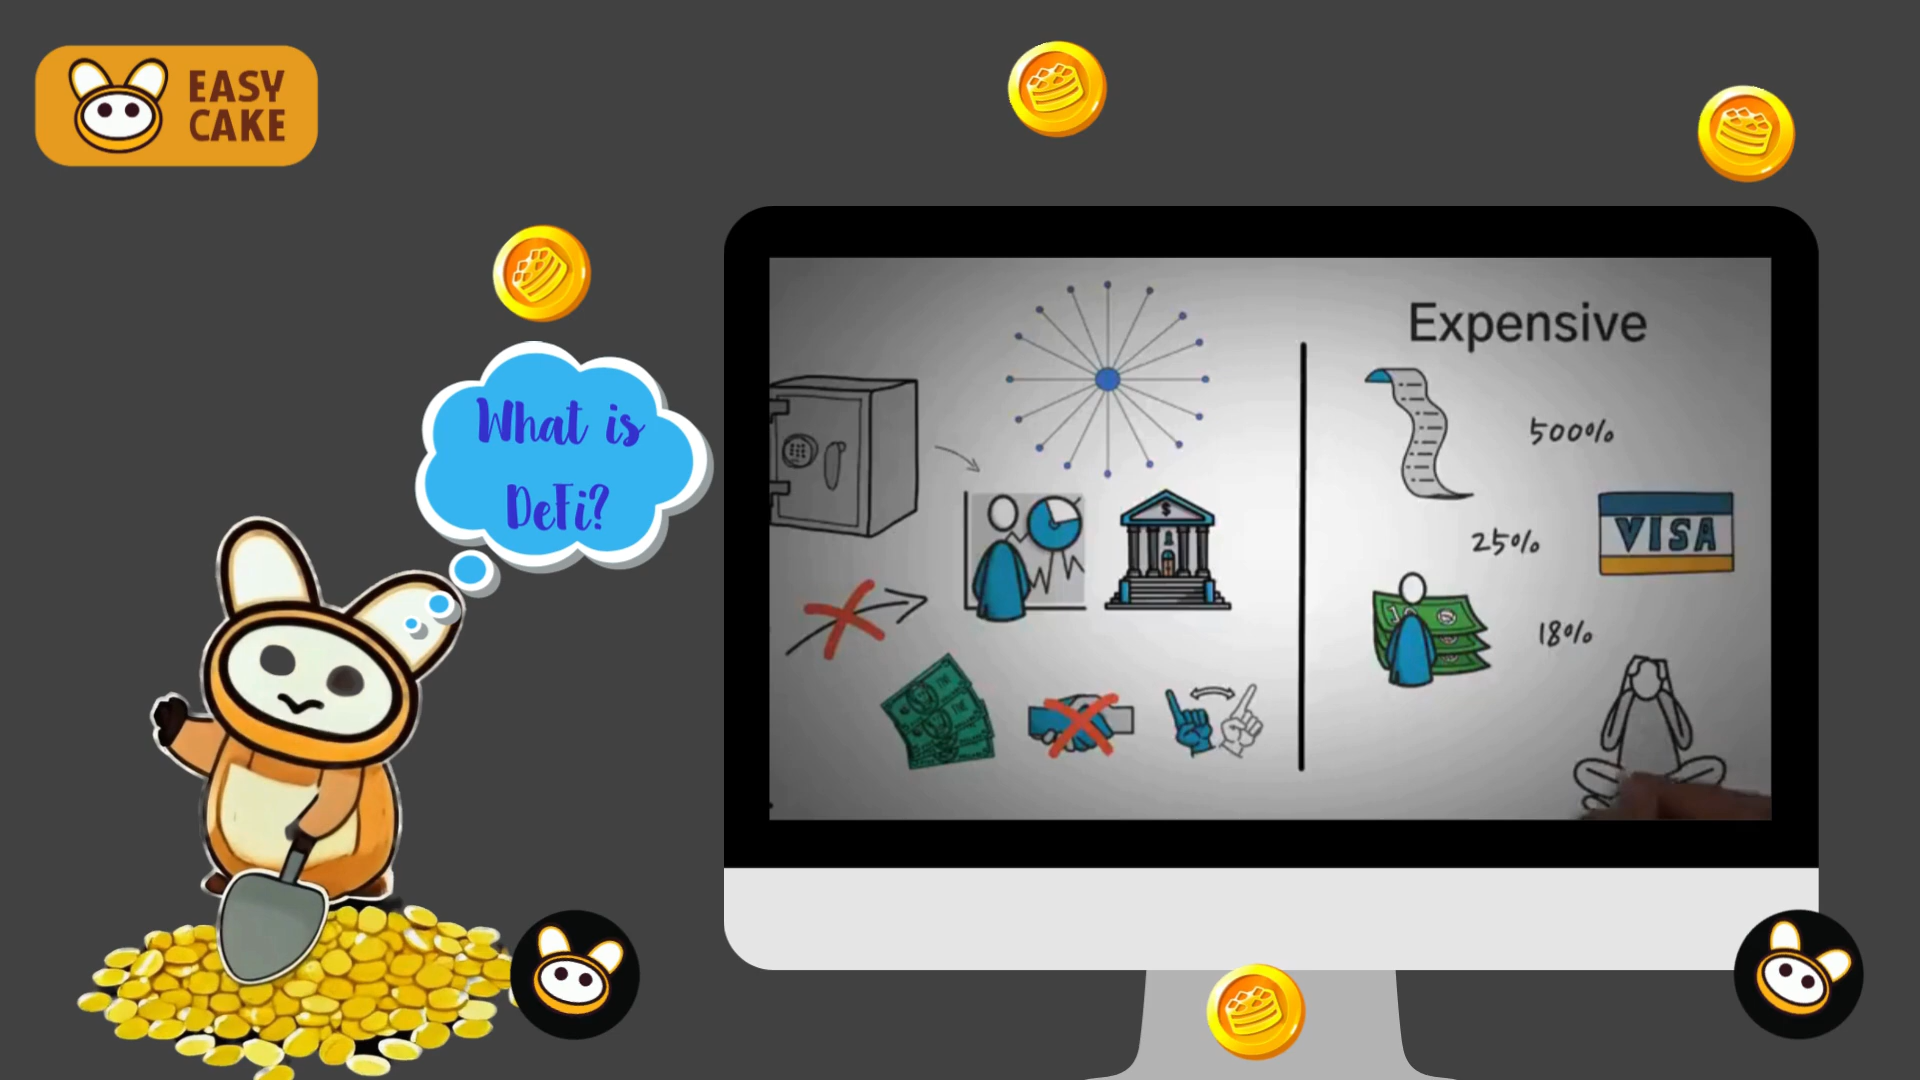 EASY
CAKE
What is
DeFi?
Expensive
500%
25%
VISA
18%
$